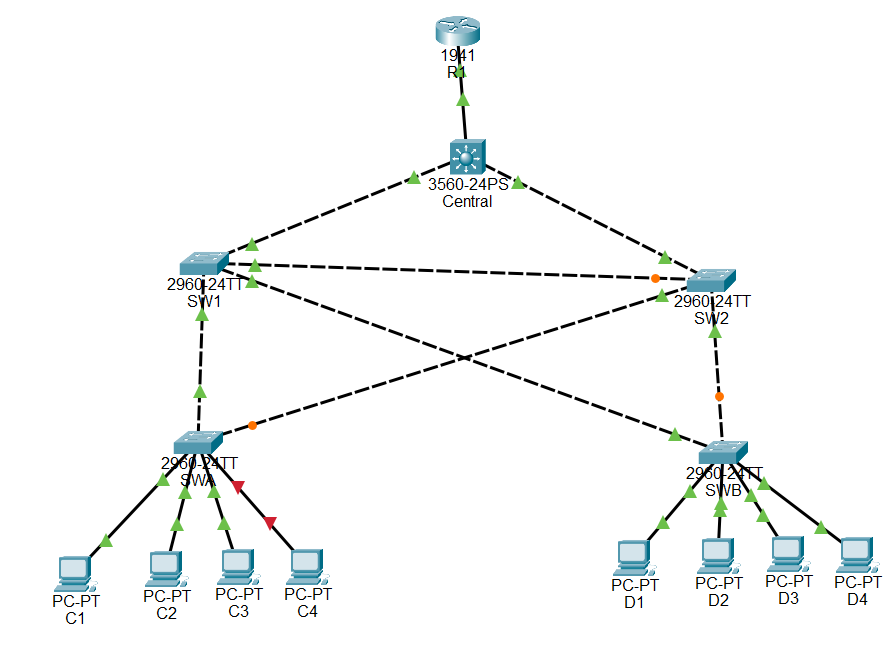 1941
R1
3560-24PS
Central
2960-24TT
SW1
2960-24TT
SW2
2960-24TT
SWA
2960-24TT
SWB
PC-PT
C1
PC-PT
C2
PC-PT
C3
PC-PT
C4
PC-PT
D1
PC-PT
D2
PC-PT
D3
PC-PT
D4